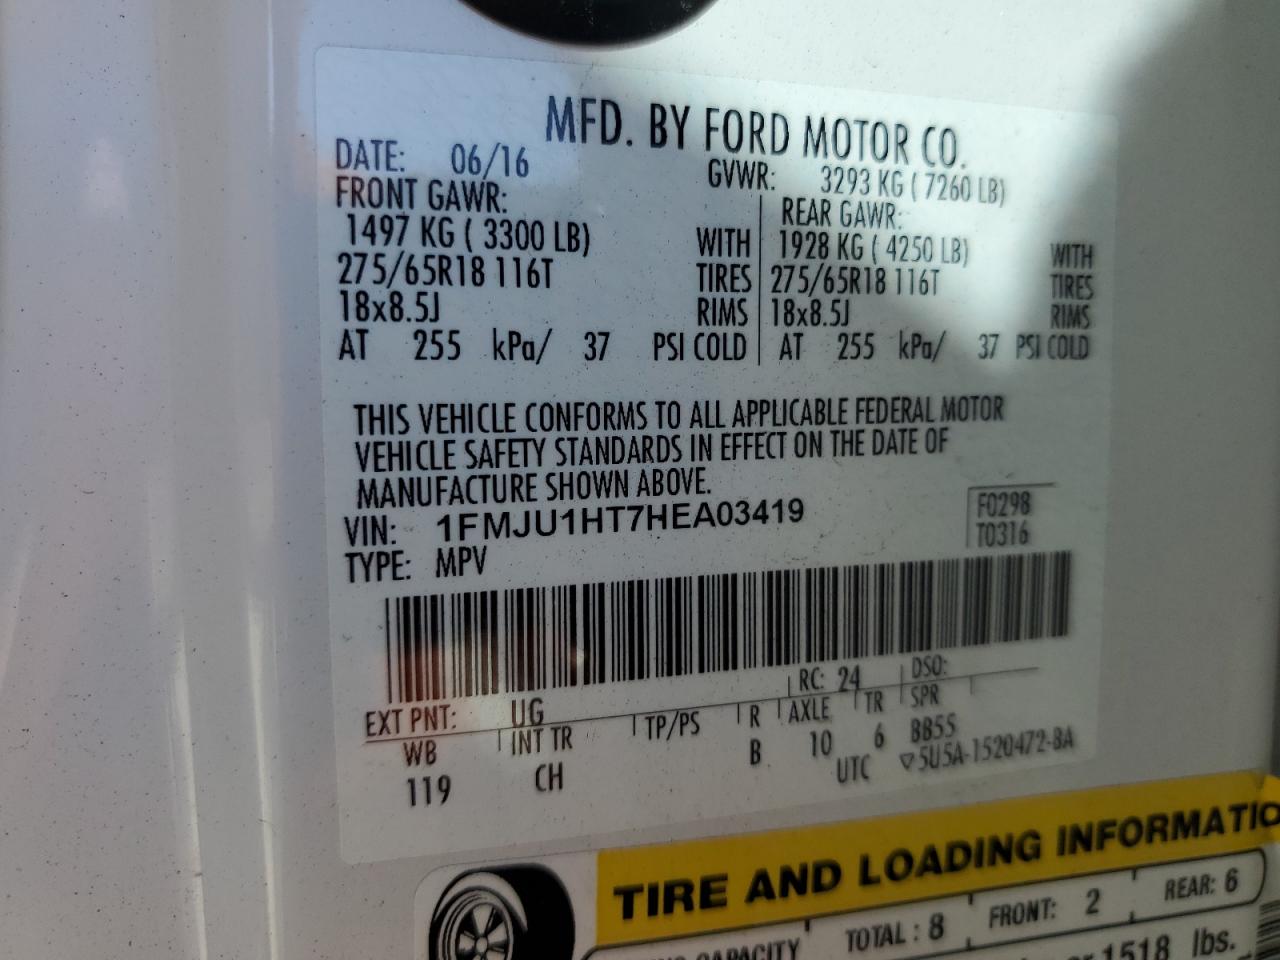 MFD. BY FORD MOTOR CO.
DATE: 06/16 GVWR: 3293 KG ( 7260 LB)
FRONT GAWR: REAR GAWR:
1497 KG ( 3300 LB) WITH 1928 KG ( 4250 LB) WITH
275/65R18 116T TIRES 275/65R18 116T TIRES
18x8.5J RIMS 18x8.5J RIMS
AT 255 kPa/ 37 PSI COLD AT 255 kPa/ 37 PSI COLD
THIS VEHICLE CONFORMS TO ALL APPLICABLE FEDERAL MOTOR
VEHICLE SAFETY STANDARDS IN EFFECT ON THE DATE OF
MANUFACTURE SHOWN ABOVE.
VIN: 1FMJU1HT7HEA03419 F0298
TYPE: MPV T0316
EXT PNT: UG RC: 24 DSO:
WB INT TR TP/PS R AXLE TR SPR
119 CH B 10 6 BB55
UTC ▽5U5A-1520472-BA
TIRE AND LOADING INFORMATIO
CAPACITY TOTAL : 8 FRONT: 2 REAR: 6
1518 lbs.